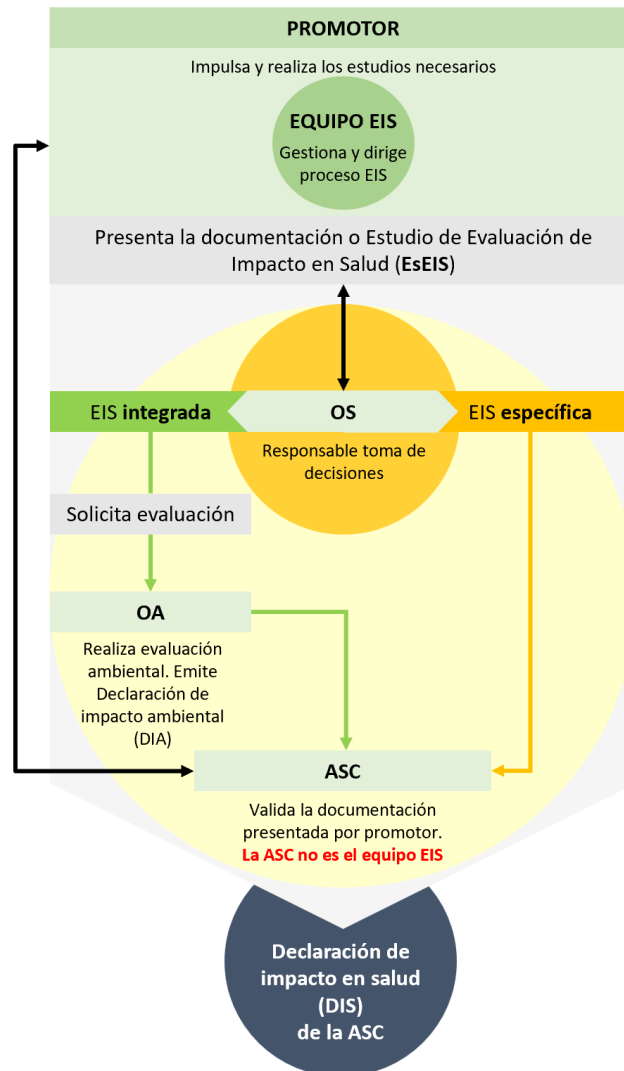 PROMOTOR
Impulsa y realiza los estudios necesarios
EQUIPO EIS
Gestiona y dirige
proceso EIS
Presenta la documentación o Estudio de Evaluación de
Impacto en Salud (EsEIS)
EIS integrada
OS
EIS específica
Responsable toma de
decisiones
Solicita evaluación
OA
Realiza evaluación
ambiental. Emite
Declaración de
impacto ambiental
(DIA)
ASC
Valida la documentación
presentada por promotor.
La ASC no es el equipo EIS
Declaración de
impacto en salud
(DIS)
de la ASC